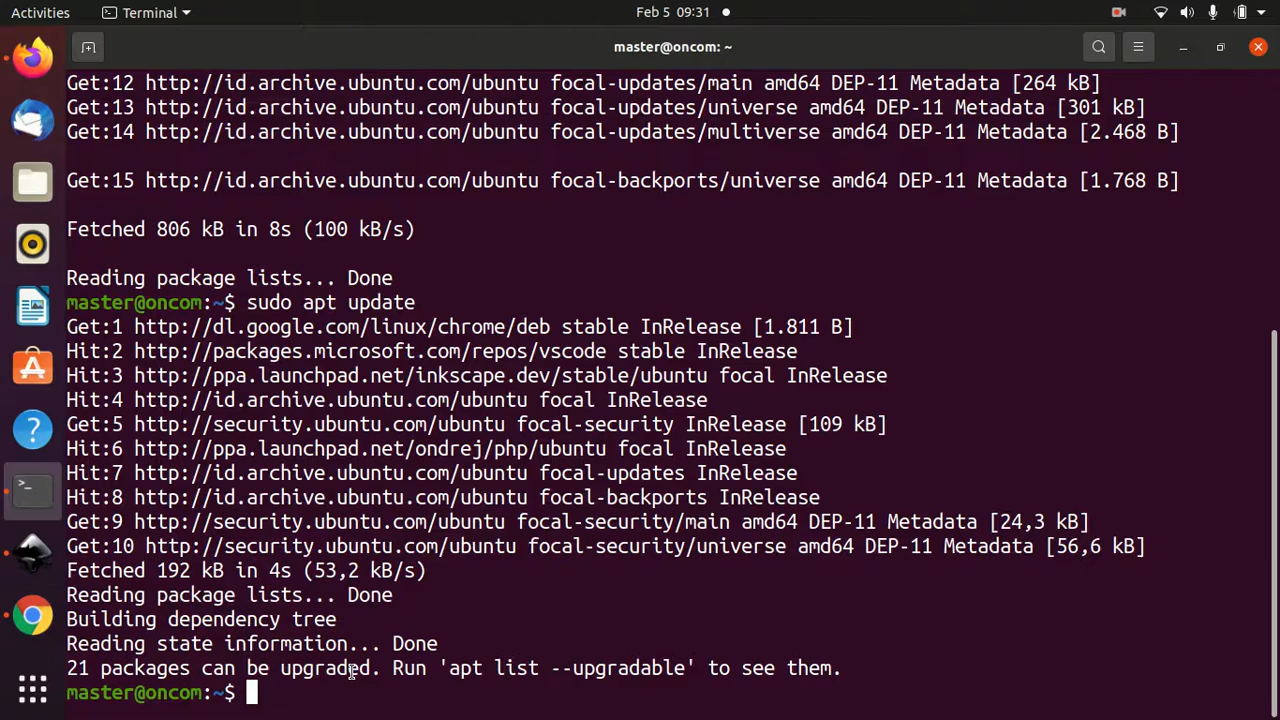 Activities
Terminal
Feb 5 09:31
master@oncom: ~
Get:12 http://id.archive.ubuntu.com/ubuntu focal-updates/main amd64 DEP-11 Metadata [264 kB]
Get:13 http://id.archive.ubuntu.com/ubuntu focal-updates/universe amd64 DEP-11 Metadata [301 kB]
Get:14 http://id.archive.ubuntu.com/ubuntu focal-updates/multiverse amd64 DEP-11 Metadata [2.468 B]
Get:15 http://id.archive.ubuntu.com/ubuntu focal-backports/universe amd64 DEP-11 Metadata [1.768 B]
Fetched 806 kB in 8s (100 kB/s)
Reading package lists... Done
master@oncom:~$ sudo apt update
Get:1 http://dl.google.com/linux/chrome/deb stable InRelease [1.811 B]
Hit:2 http://packages.microsoft.com/repos/vscode stable InRelease
Hit:3 http://ppa.launchpad.net/inkscape.dev/stable/ubuntu focal InRelease
Hit:4 http://id.archive.ubuntu.com/ubuntu focal InRelease
Get:5 http://security.ubuntu.com/ubuntu focal-security InRelease [109 kB]
Hit:6 http://ppa.launchpad.net/ondrej/php/ubuntu focal InRelease
Hit:7 http://id.archive.ubuntu.com/ubuntu focal-updates InRelease
Hit:8 http://id.archive.ubuntu.com/ubuntu focal-backports InRelease
Get:9 http://security.ubuntu.com/ubuntu focal-security/main amd64 DEP-11 Metadata [24,3 kB]
Get:10 http://security.ubuntu.com/ubuntu focal-security/universe amd64 DEP-11 Metadata [56,6 kB]
Fetched 192 kB in 4s (53,2 kB/s)
Reading package lists... Done
Building dependency tree
Reading state information... Done
21 packages can be upgraded. Run 'apt list --upgradable' to see them.
master@oncom:~$